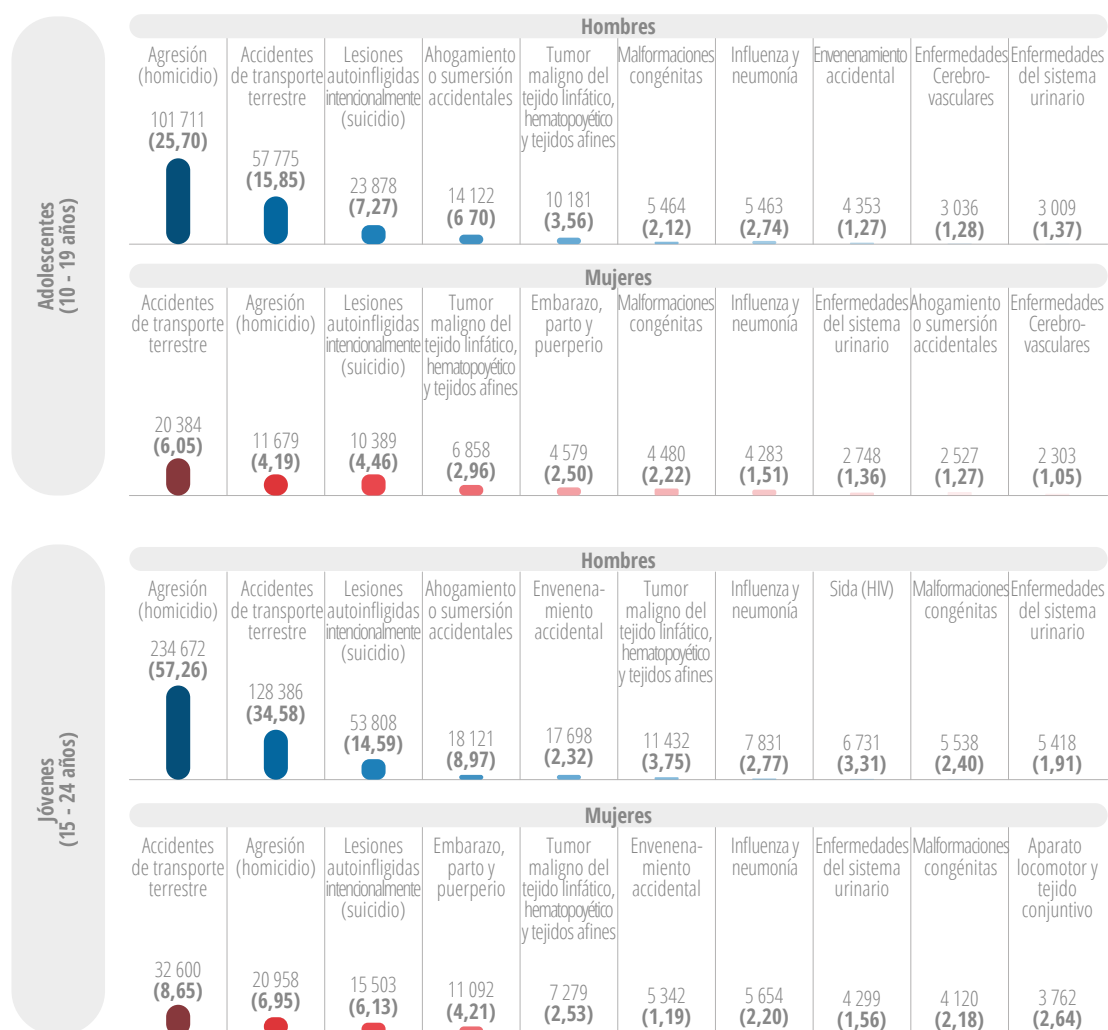 Adolescentes
(10 - 19 años)
Hombres
Agresión
(homicidio)
101 711
(25,70)
Accidentes
de transporte
terrestre
57 775
(15,85)
Lesiones
autoinfligidas
intencionalmente
(suicidio)
23 878
(7,27)
Ahogamiento
o sumersión
accidentales
14 122
(6 70)
Tumor
maligno del
tejido linfático,
hematopoyético
y tejidos afines
10 181
(3,56)
Malformaciones
congénitas
5 464
(2,12)
Influenza y
neumonía
5 463
(2,74)
Envenenamiento
accidental
4 353
(1,27)
Enfermedades
Cerebro-
vasculares
3 036
(1,28)
Enfermedades
del sistema
urinario
3 009
(1,37)
Mujeres
Accidentes
de transporte
terrestre
20 384
(6,05)
Agresión
(homicidio)
11 679
(4,19)
Lesiones
autoinfligidas
intencionalmente
(suicidio)
10 389
(4,46)
Tumor
maligno del
tejido linfático,
hematopoyético
y tejidos afines
6 858
(2,96)
Embarazo,
parto y
puerperio
4 579
(2,50)
Malformaciones
congénitas
4 480
(2,22)
Influenza y
neumonía
4 283
(1,51)
Enfermedades
del sistema
urinario
2 748
(1,36)
Ahogamiento
o sumersión
accidentales
2 527
(1,27)
Enfermedades
Cerebro-
vasculares
2 303
(1,05)
Jóvenes
(15 - 24 años)
Hombres
Agresión
(homicidio)
234 672
(57,26)
Accidentes
de transporte
terrestre
128 386
(34,58)
Lesiones
autoinfligidas
intencionalmente
(suicidio)
53 808
(14,59)
Ahogamiento
o sumersión
accidentales
18 121
(8,97)
Envenena-
miento
accidental
17 698
(2,32)
Tumor
maligno del
tejido linfático,
hematopoyético
y tejidos afines
11 432
(3,75)
Influenza y
neumonía
7 831
(2,77)
Sida (HIV)
6 731
(3,31)
Malformaciones
congénitas
5 538
(2,40)
Enfermedades
del sistema
urinario
5 418
(1,91)
Mujeres
Accidentes
de transporte
terrestre
32 600
(8,65)
Agresión
(homicidio)
20 958
(6,95)
Lesiones
autoinfligidas
intencionalmente
(suicidio)
15 503
(6,13)
Embarazo,
parto y
puerperio
11 092
(4,21)
Tumor
maligno del
tejido linfático,
hematopoyético
y tejidos afines
7 279
(2,53)
Envenena-
miento
accidental
5 342
(1,19)
Influenza y
neumonía
5 654
(2,20)
Enfermedades
del sistema
urinario
4 299
(1,56)
Malformaciones
congénitas
4 120
(2,18)
Aparato
locomotor y
tejido
conjuntivo
3 762
(2,64)